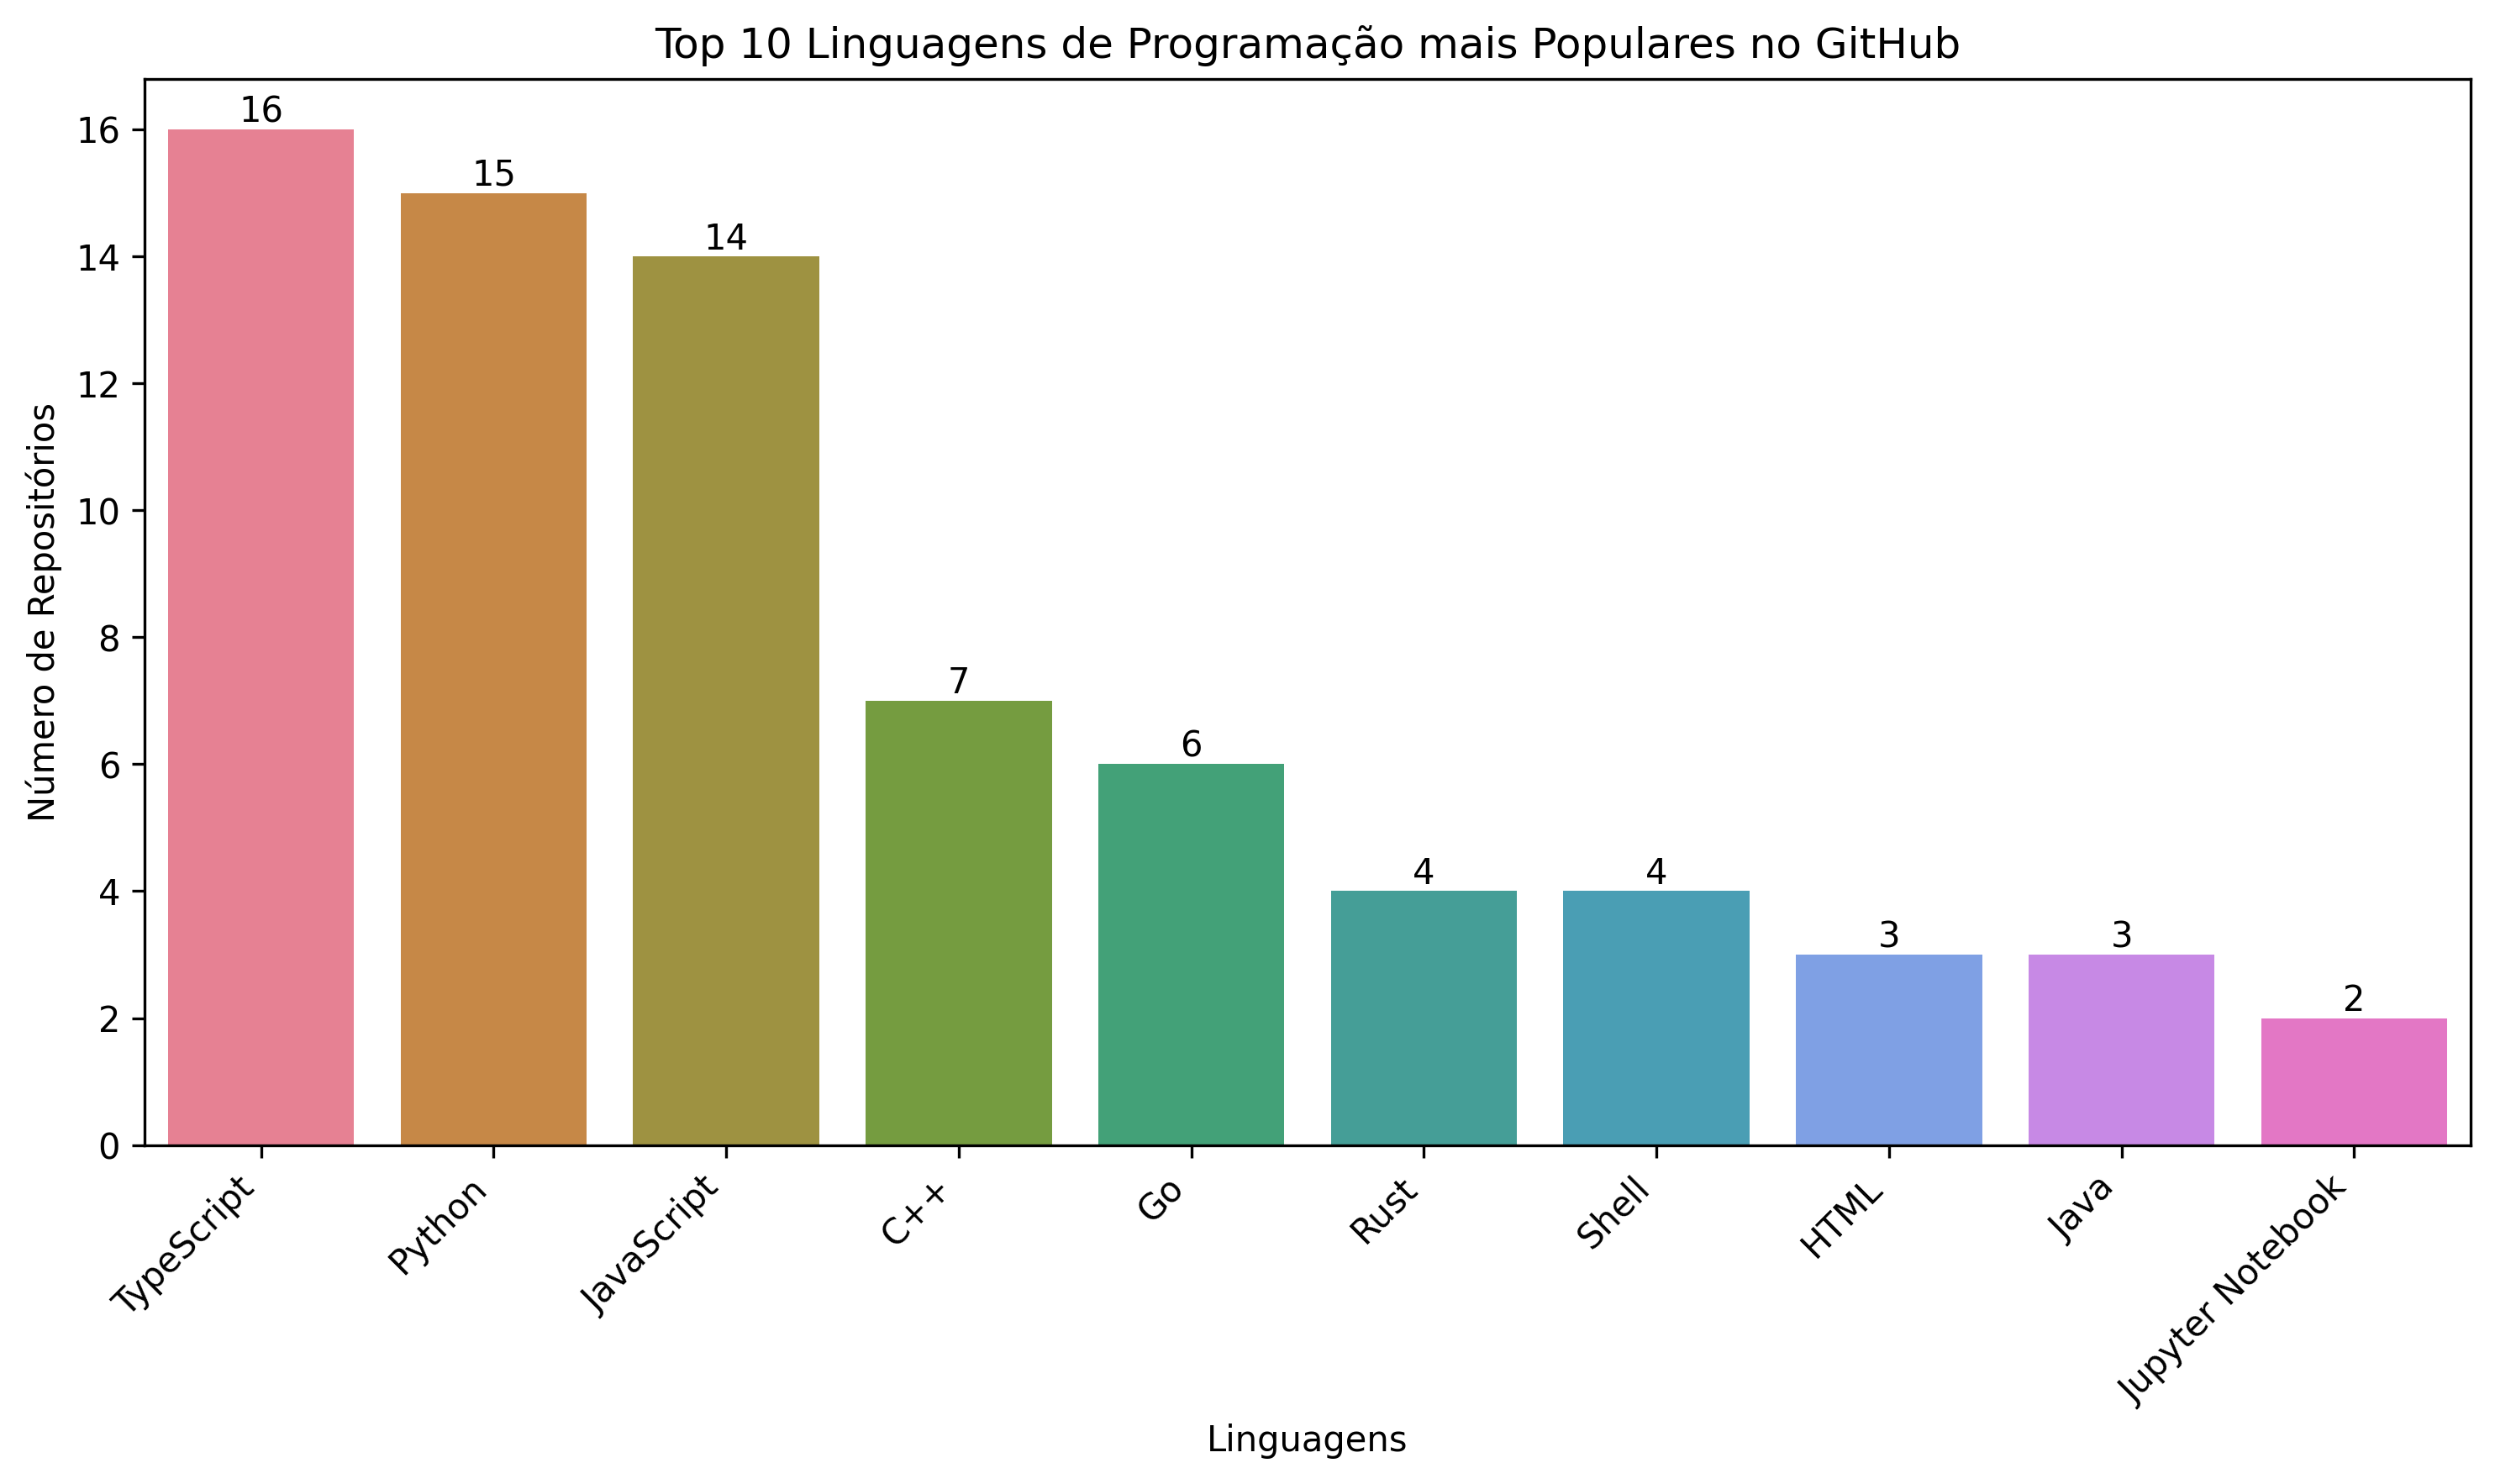 Top 10 Linguagens de Programação mais Populares no GitHub
Número de Repositórios
16
14
12
10
8
6
4
2
0
16
15
14
7
6
4
4
3
3
2
TypeScript
Python
JavaScript
C++
Go
Rust
Shell
HTML
Java
Jupyter Notebook
Linguagens